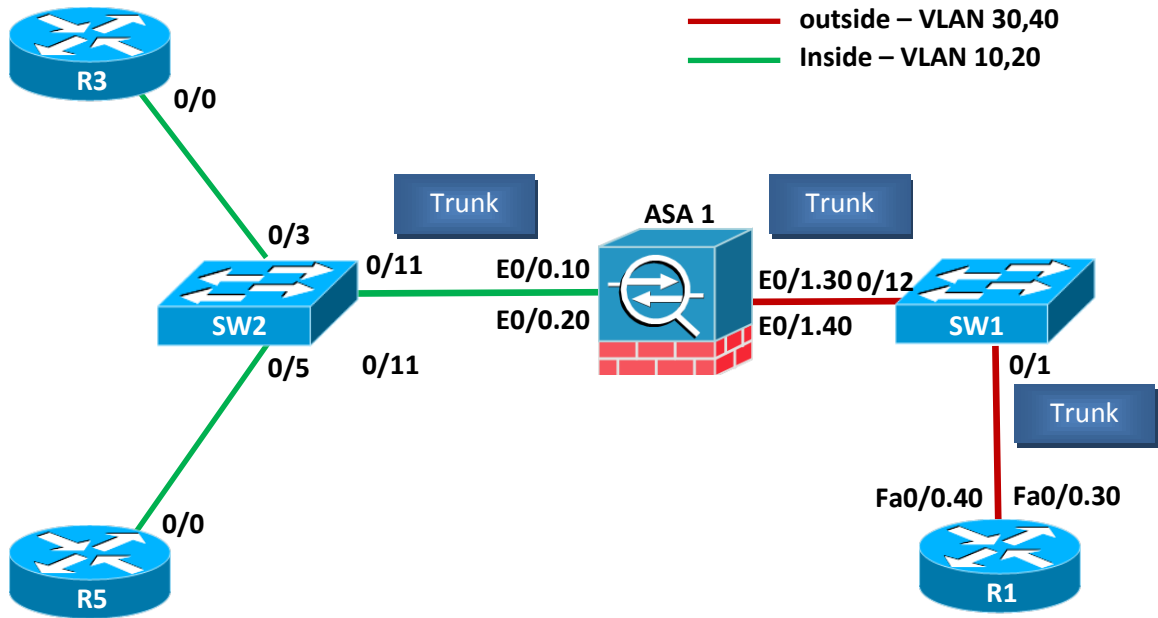 outside – VLAN 30,40
Inside – VLAN 10,20
R3
0/0
Trunk
Trunk
ASA 1
0/3
0/11
E0/0.10
E0/1.30
0/12
SW2
E0/0.20
E0/1.40
SW1
0/5
0/11
0/1
Trunk
Fa0/0.40
Fa0/0.30
0/0
R5
R1